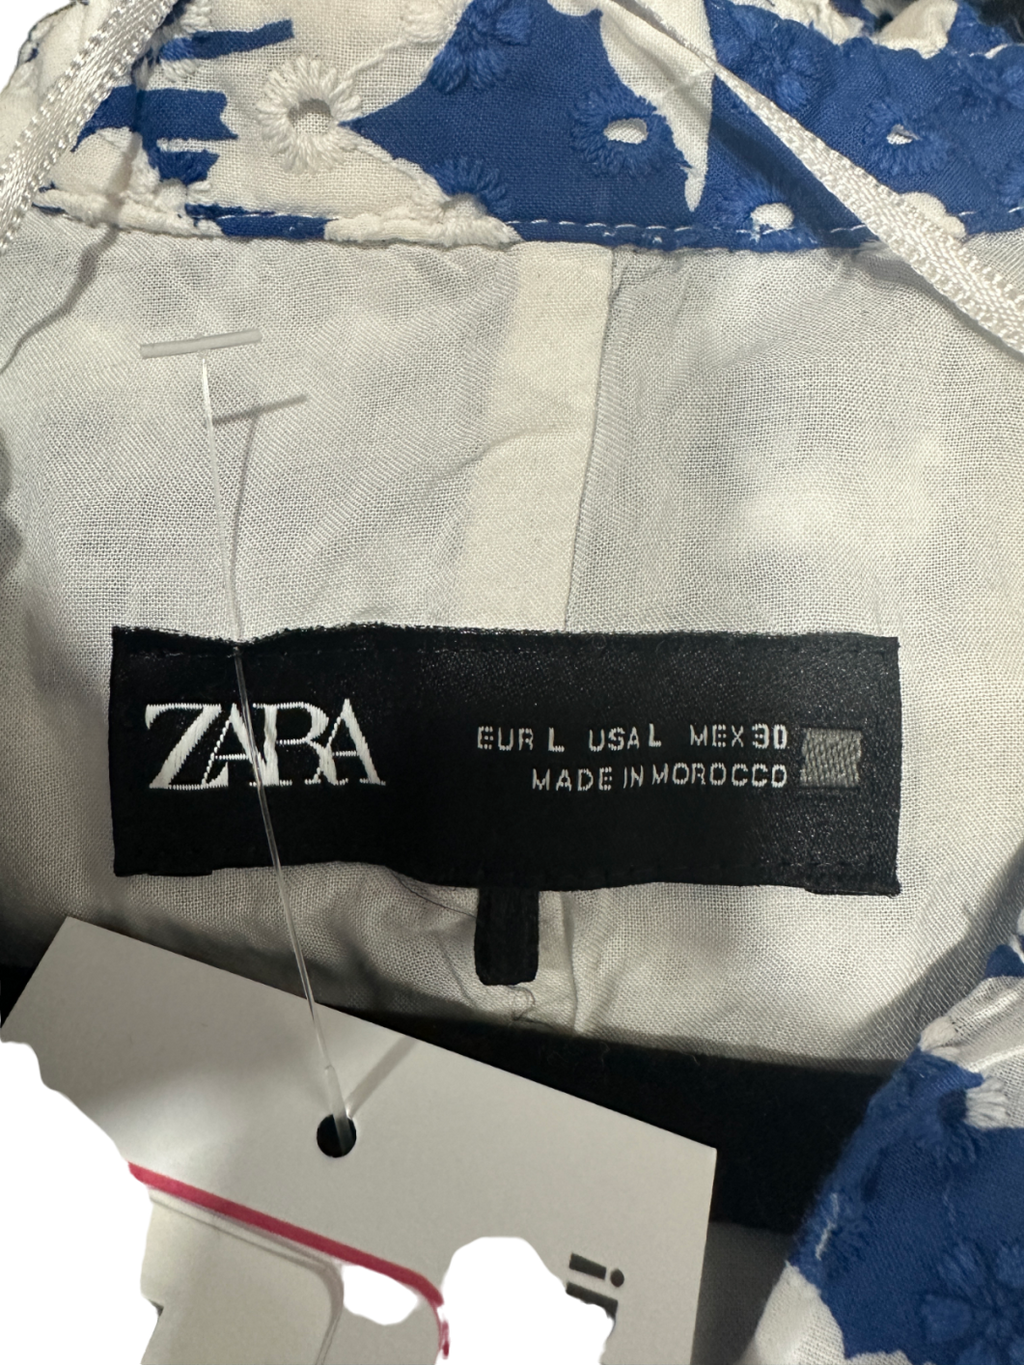 ZARA
EUR L USA L MEX 30
MADE IN MOROCCO